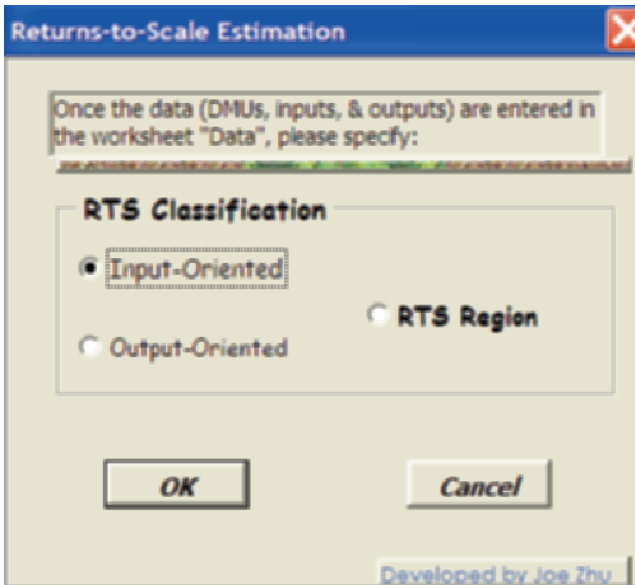 Returns-to-Scale Estimation
Once the data (DMUs, inputs, & outputs) are entered in
the worksheet "Data", please specify:
RTS Classification
Input-Oriented
RTS Region
Output-Oriented
OK
Cancel
Developed by Joe Zhu